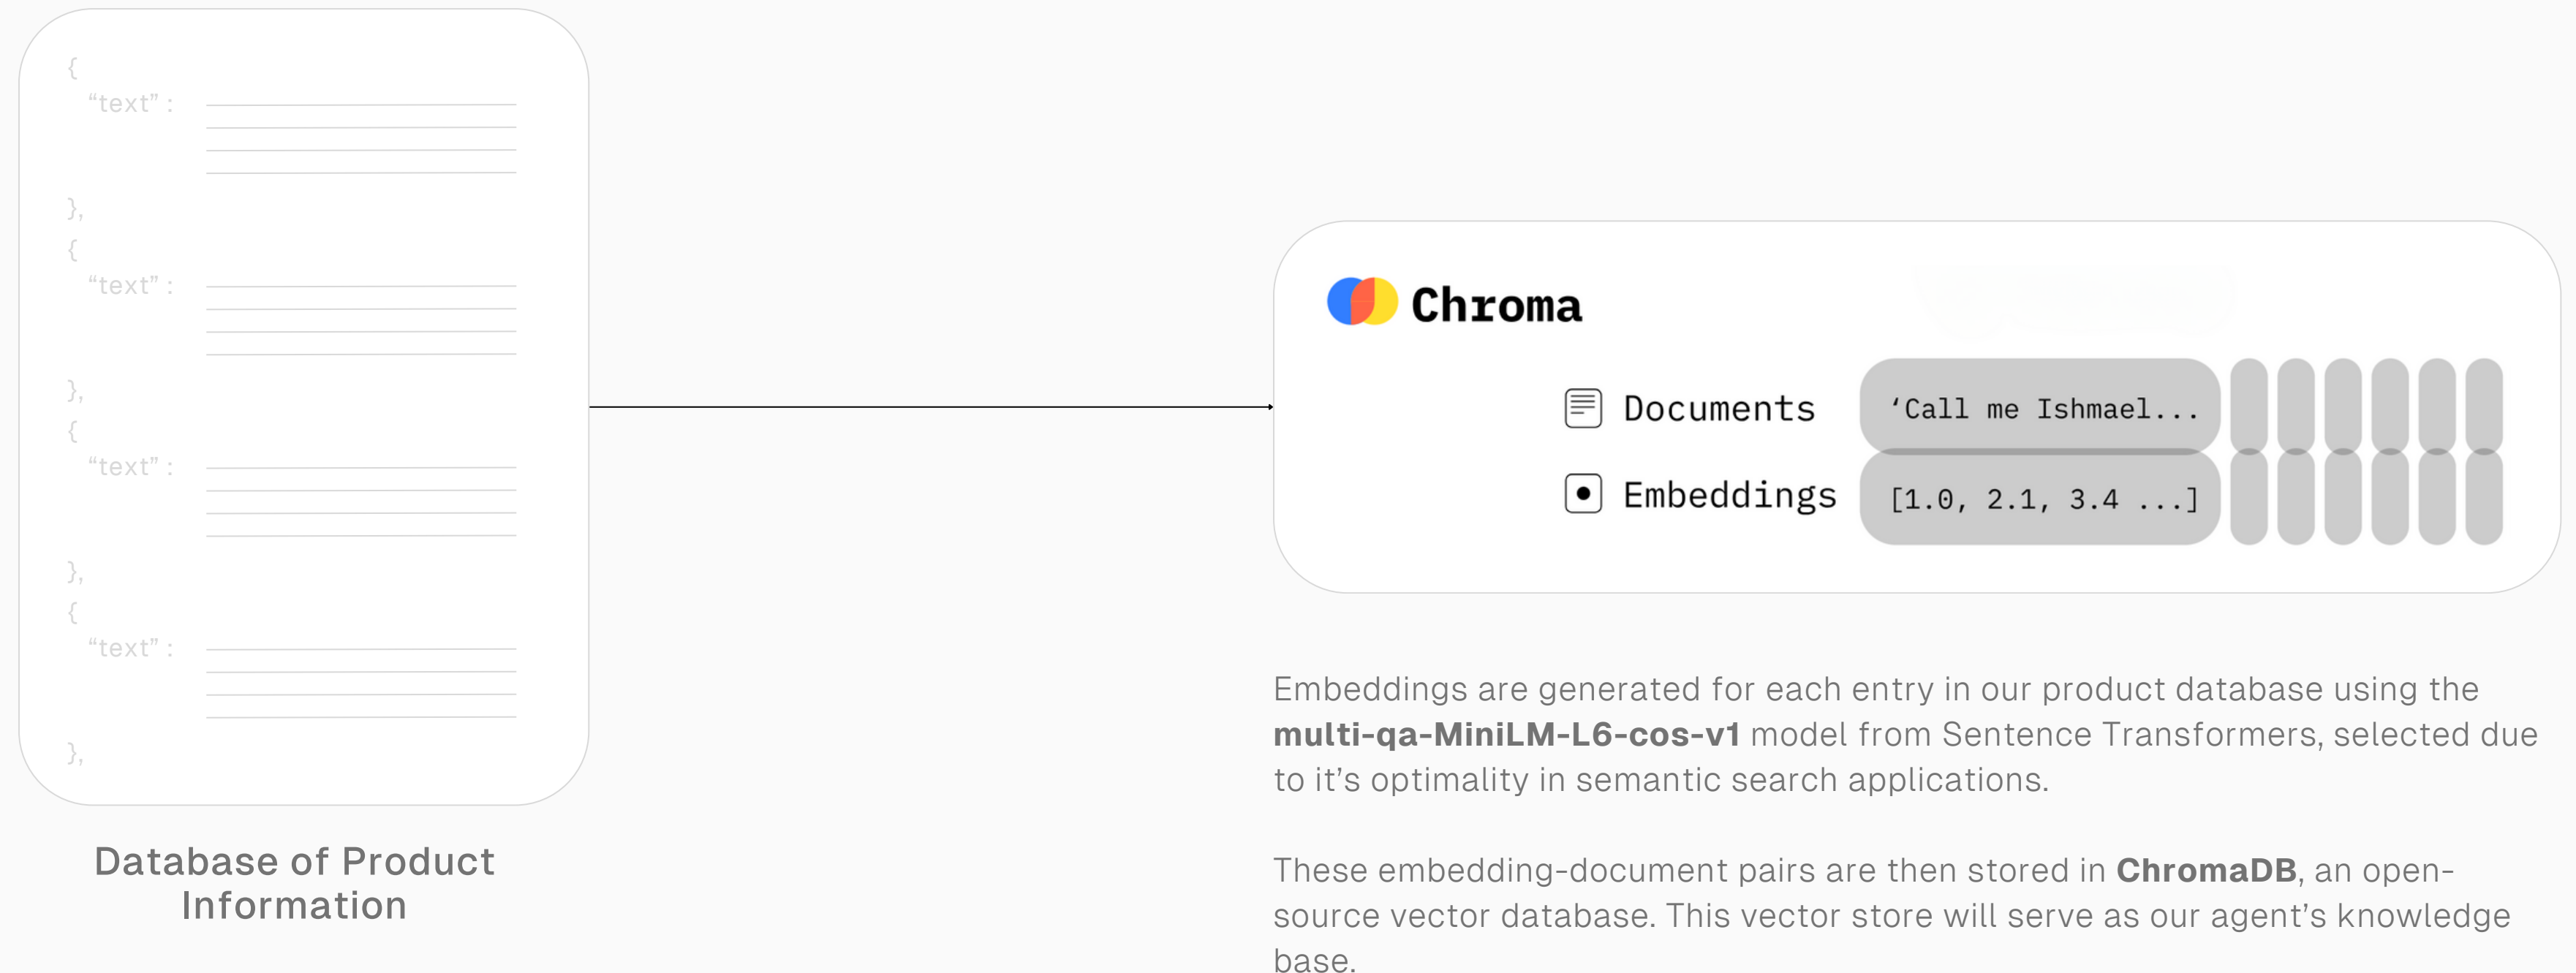 {
“text” :
},
{
“text” :
},
{
“text” :
},
{
“text” :
},
Database of Product
Information
Chroma
Documents
‘Call me Ishmael...
Embeddings
[1.0, 2.1, 3.4 ...]
Embeddings are generated for each entry in our product database using the
multi-qa-MiniLM-L6-cos-v1 model from Sentence Transformers, selected due
to it’s optimality in semantic search applications.
These embedding-document pairs are then stored in ChromaDB, an open-
source vector database. This vector store will serve as our agent’s knowledge
base.